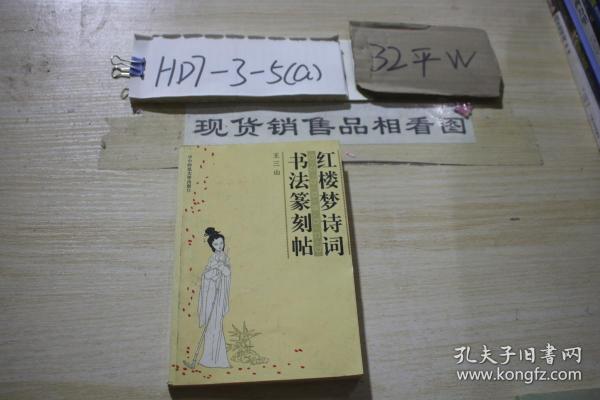 HD7-3-5(a)
32平W
现货销售品相看图
红楼梦诗词
书法篆刻帖
王三山
孔夫子旧书网
www.kongfz.com